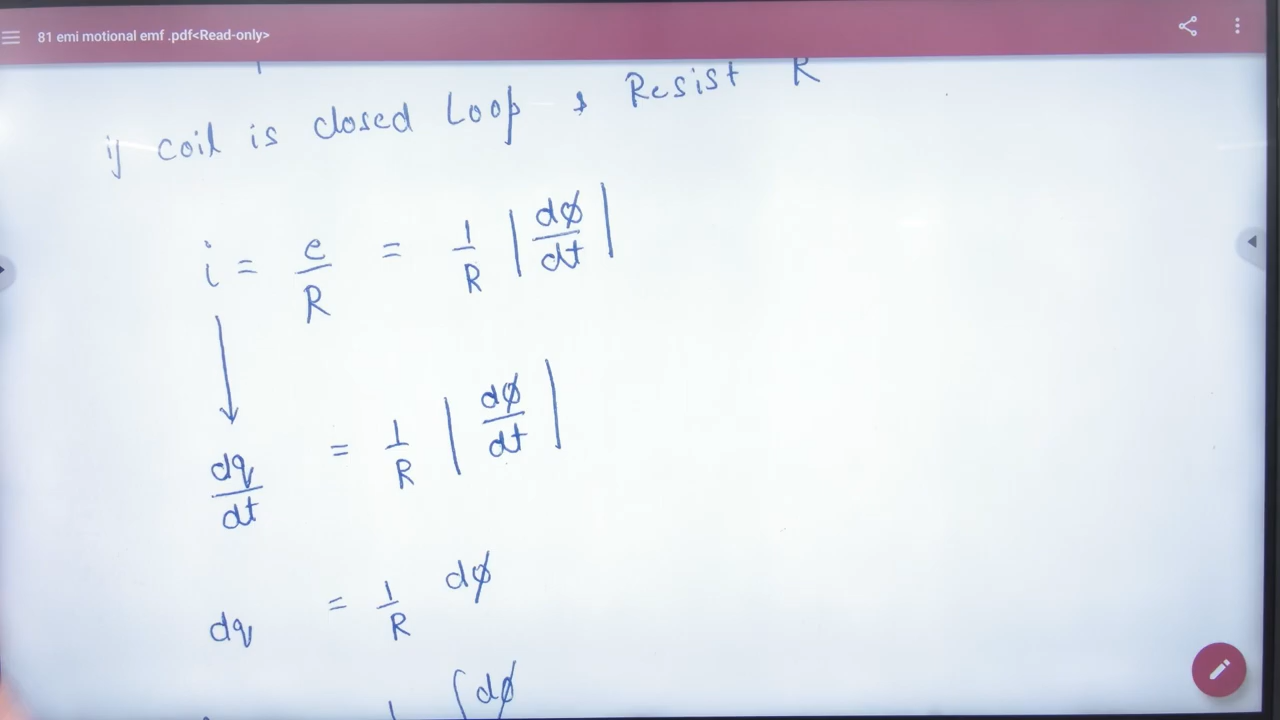 81 emi motional emf .pdf<Read-only>
if coil is closed Loop & Resist R
i = e/R = 1/R |dϕ/dt|
dq/dt = 1/R |dϕ/dt|
dq = 1/R dϕ
∫dϕ